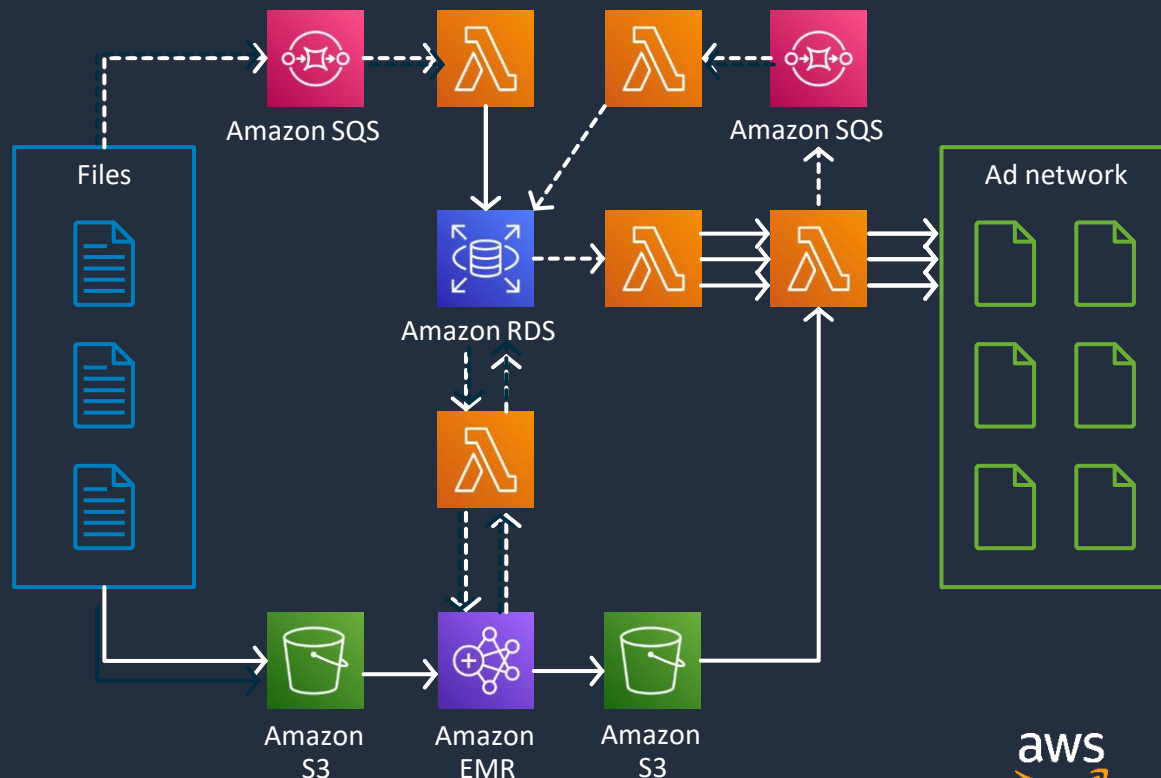 Amazon SQS
Amazon SQS
Files
Ad network
Amazon RDS
Amazon
S3
Amazon
EMR
Amazon
S3
aws